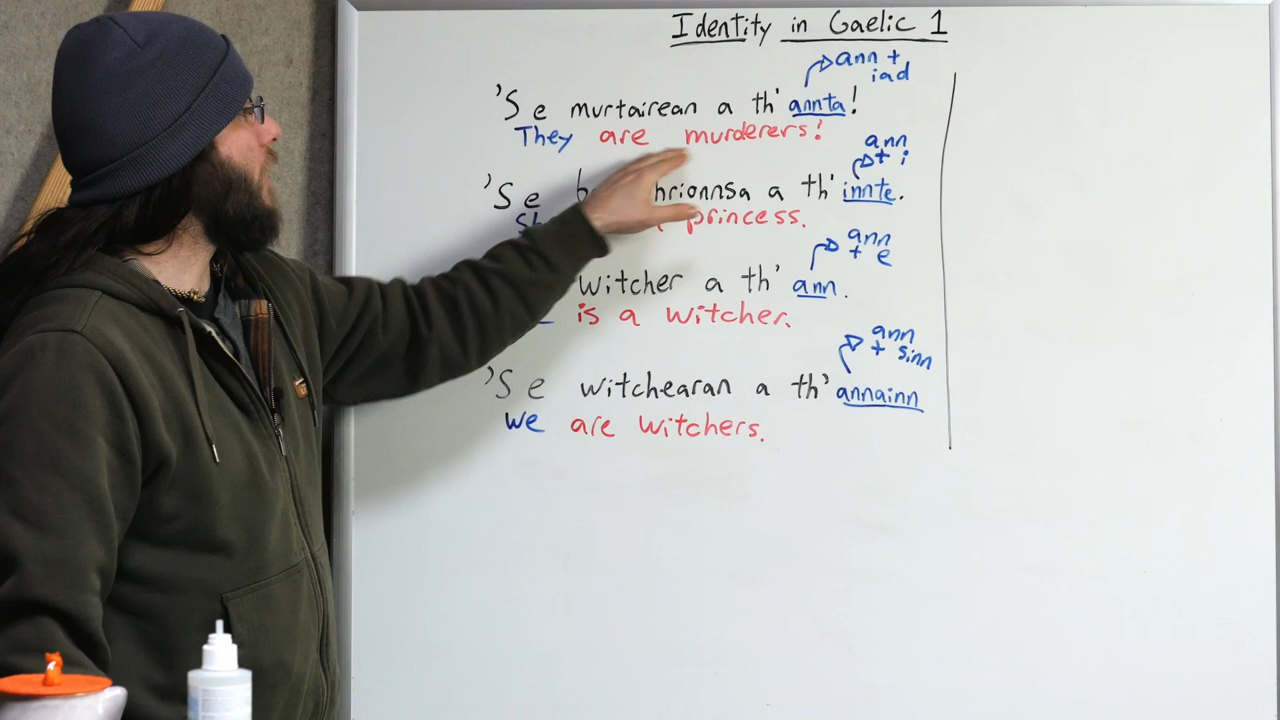 Identity in Gaelic 1
ann +
iad
'S e murtairean a th' annta!
They are murderers!
ann
+ i
'S e a th' innte.
princess.
ann
+ e
witcher a th' ann.
is a witcher.
ann
+ sinn
'S e witchearan a th' annainn
We are witchers.